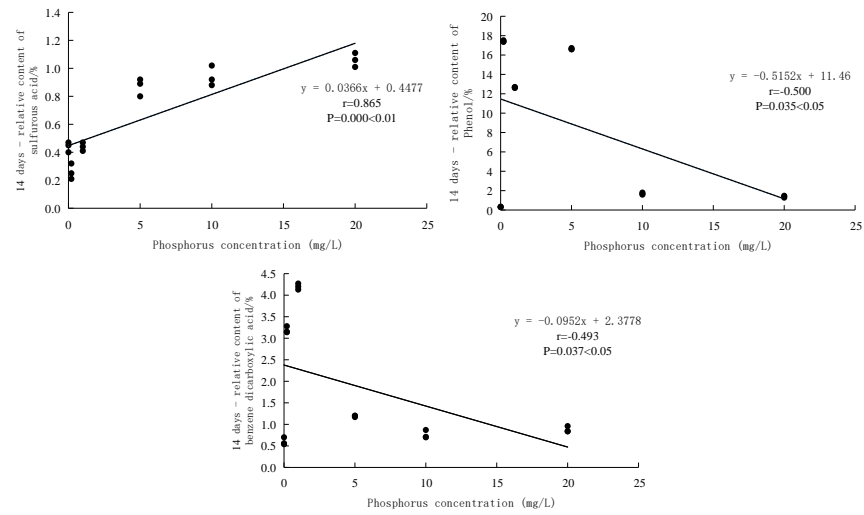 14 days - relative content of
sulfurous acid/%
1.4
1.2
1.0
0.8
0.6
0.4
0.2
0.0
y = 0.0366x + 0.4477
r=0.865
P=0.000<0.01
0
5
10
15
20
25
Phosphorus concentration (mg/L)
14 days - relative content of
Phenol/%
20
18
16
14
12
10
8
6
4
2
0
y = -0.5152x + 11.46
r=-0.500
P=0.035<0.05
0
5
10
15
20
25
Phosphorus concentration (mg/L)
14 days - relative content of
benzene dicarboxylic acid/%
4.5
4.0
3.5
3.0
2.5
2.0
1.5
1.0
0.5
0.0
y = -0.0952x + 2.3778
r=-0.493
P=0.037<0.05
0
5
10
15
20
25
Phosphorus concentration (mg/L)